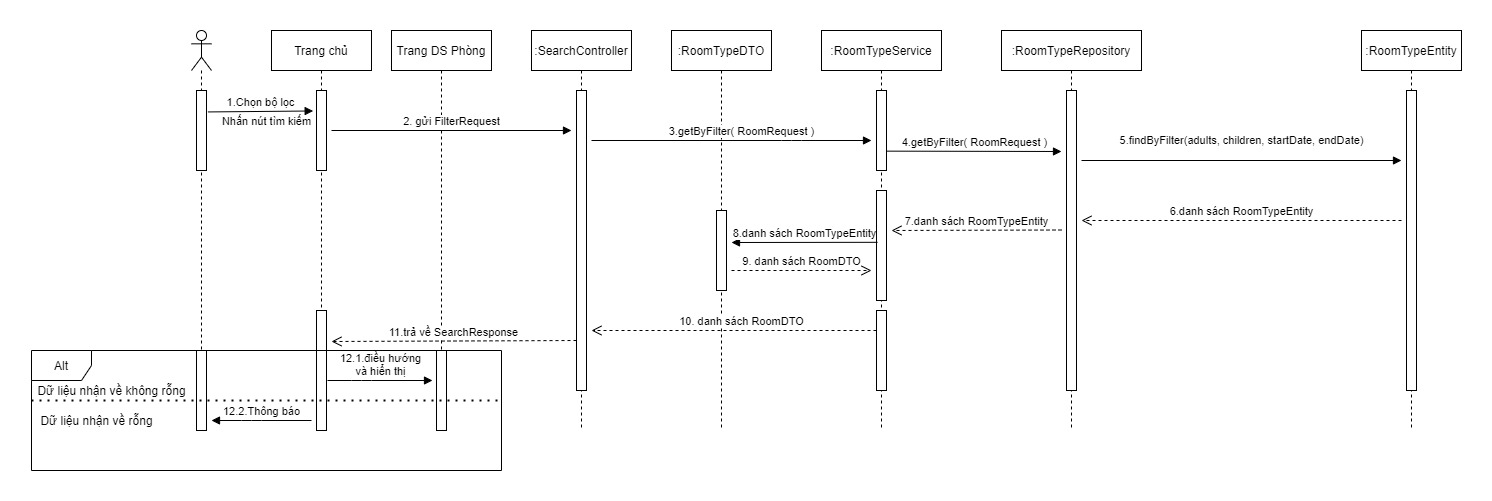 Trang chủ
Trang DS Phòng
:SearchController
:RoomTypeDTO
:RoomTypeService
:RoomTypeRepository
:RoomTypeEntity
1.Chọn bộ lọc
Nhấn nút tìm kiếm
2. gửi FilterRequest
3.getByFilter( RoomRequest )
4.getByFilter( RoomRequest )
5.findByFilter(adults, children, startDate, endDate)
6.danh sách RoomTypeEntity
7.danh sách RoomTypeEntity
8.danh sách RoomTypeEntity
9. danh sách RoomDTO
10. danh sách RoomDTO
11.trả về SearchResponse
Alt
12.1.điều hướng
và hiển thị
Dữ liệu nhận về không rỗng
12.2.Thông báo
Dữ liệu nhận về rỗng